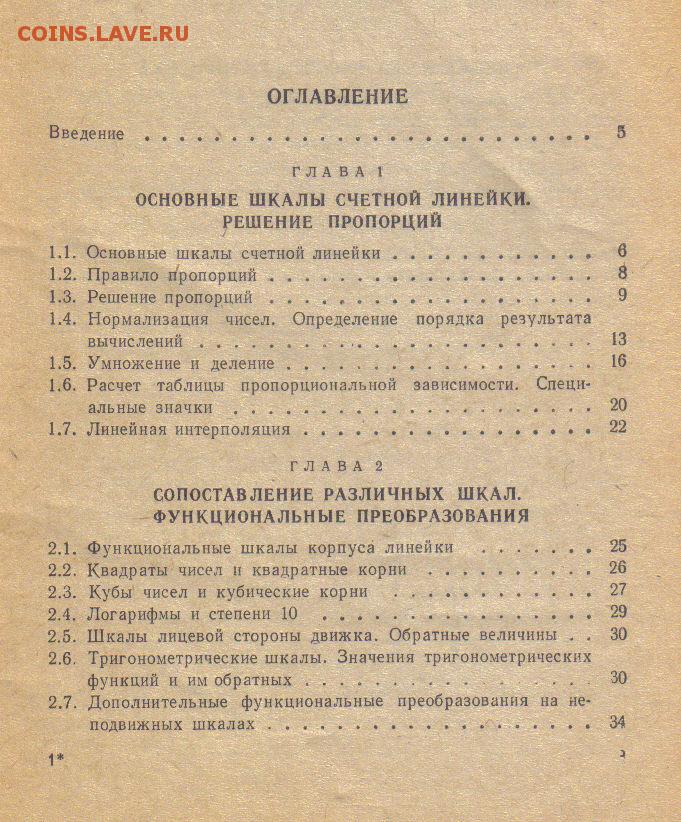 COINS.LAVE.RU
ОГЛАВЛЕНИЕ
Введение . . . . . . . . . . . . . . . . . . . . . . . . . . 5
ГЛАВА 1
ОСНОВНЫЕ ШКАЛЫ СЧЕТНОЙ ЛИНЕЙКИ.
РЕШЕНИЕ ПРОПОРЦИЙ
1.1. Основные шкалы счетной линейки . . . . . . . . . . . . 6
1.2. Правило пропорций . . . . . . . . . . . . . . . . . . . 8
1.3. Решение пропорций . . . . . . . . . . . . . . . . . . . 9
1.4. Нормализация чисел. Определение порядка результата
вычислений . . . . . . . . . . . . . . . . . . . . . . . 13
1.5. Умножение и деление . . . . . . . . . . . . . . . . . . 16
1.6. Расчет таблицы пропорциональной зависимости. Специ-
альные значки . . . . . . . . . . . . . . . . . . . . . 20
1.7. Линейная интерполяция . . . . . . . . . . . . . . . . . 22
ГЛАВА 2
СОПОСТАВЛЕНИЕ РАЗЛИЧНЫХ ШКАЛ.
ФУНКЦИОНАЛЬНЫЕ ПРЕОБРАЗОВАНИЯ
2.1. Функциональные шкалы корпуса линейки . . . . . . . 25
2.2. Квадраты чисел и квадратные корни . . . . . . . . . . 26
2.3. Кубы чисел и кубические корни . . . . . . . . . . . . 27
2.4. Логарифмы и степени 10 . . . . . . . . . . . . . . . . 29
2.5. Шкалы лицевой стороны движка. Обратные величины . . 30
2.6. Тригонометрические шкалы. Значения тригонометрических
функций и им обратных . . . . . . . . . . . . . . . . . 30
2.7. Дополнительные функциональные преобразования на не-
подвижных шкалах . . . . . . . . . . . . . . . . . . . 34
1*